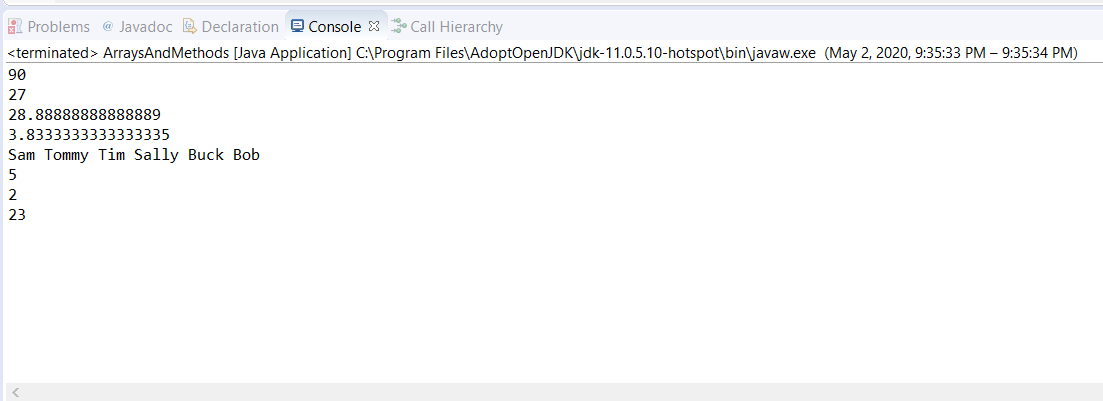 Problems @ Javadoc Declaration Console Call Hierarchy
<terminated> ArraysAndMethods [Java Application] C:\Program Files\AdoptOpenJDK\jdk-11.0.5.10-hotspot\bin\javaw.exe (May 2, 2020, 9:35:33 PM – 9:35:34 PM)
90
27
28.88888888888889
3.8333333333333335
Sam Tommy Tim Sally Buck Bob
5
2
23